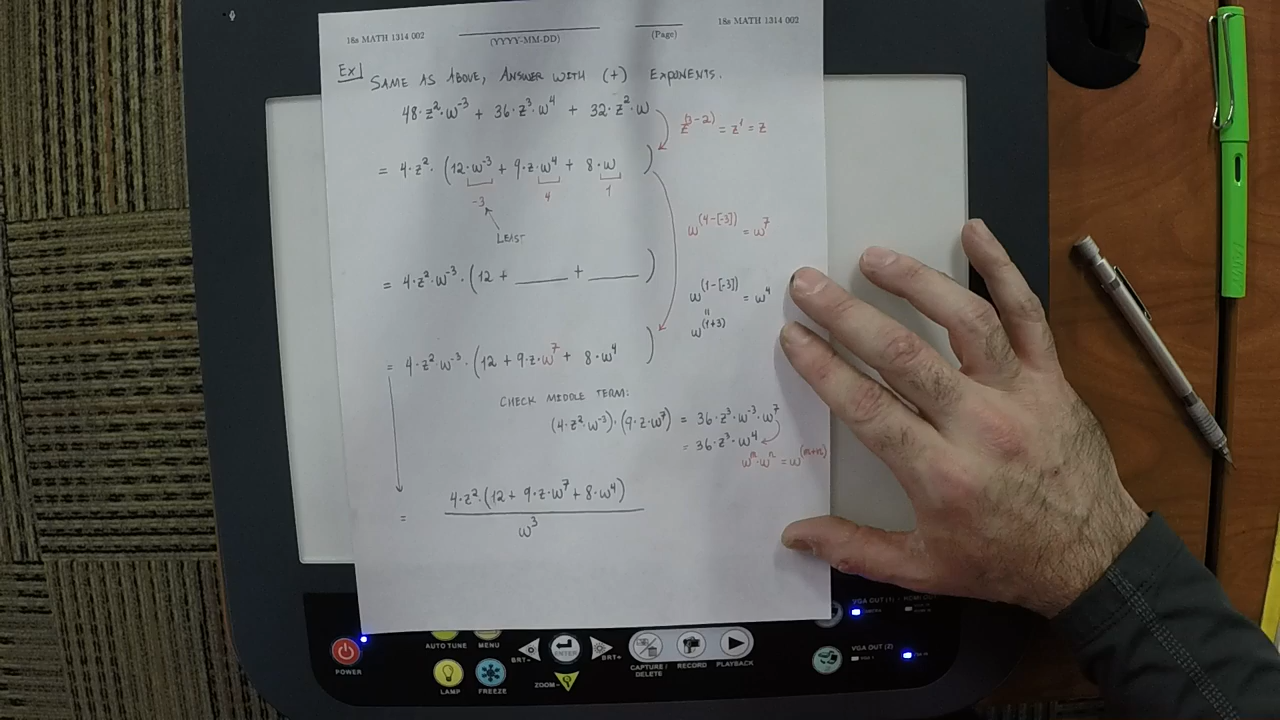 18s MATH 1314 002
(YYYY-MM-DD)
(Page)
18s MATH 1314 002
Ex| SAME AS ABOVE, ANSWER WITH (+) EXPONENTS.
48·z²·w⁻³ + 36·z³·w⁴ + 32·z²·w
z⁽³⁻²⁾ = z¹ = z
= 4·z²·(12·w⁻³ + 9·z·w⁴ + 8·w)
-3 4 1
LEAST
w^(4-[-3]) = w⁷
= 4·z²·w⁻³·(12 + ____ + ____)
w^(1-[-3]) = w⁴
=
w^(1+3)
= 4·z²·w⁻³·(12 + 9·z·w⁷ + 8·w⁴)
CHECK MIDDLE TERM:
(4·z²·w⁻³)·(9·z·w⁷) = 36·z³·w⁻³·w⁷
= 36·z³·w⁴
wᵐ·wⁿ = w^(m+n)
= 4·z²·(12 + 9·z·w⁷ + 8·w⁴)
w³
VGA OUT (1)
VGA OUT (2)
POWER
AUTO TUNE
MENU
LAMP
FREEZE
BRT-
ENTER
BRT+
ZOOM-
CAPTURE / DELETE
RECORD
PLAYBACK
LAMY